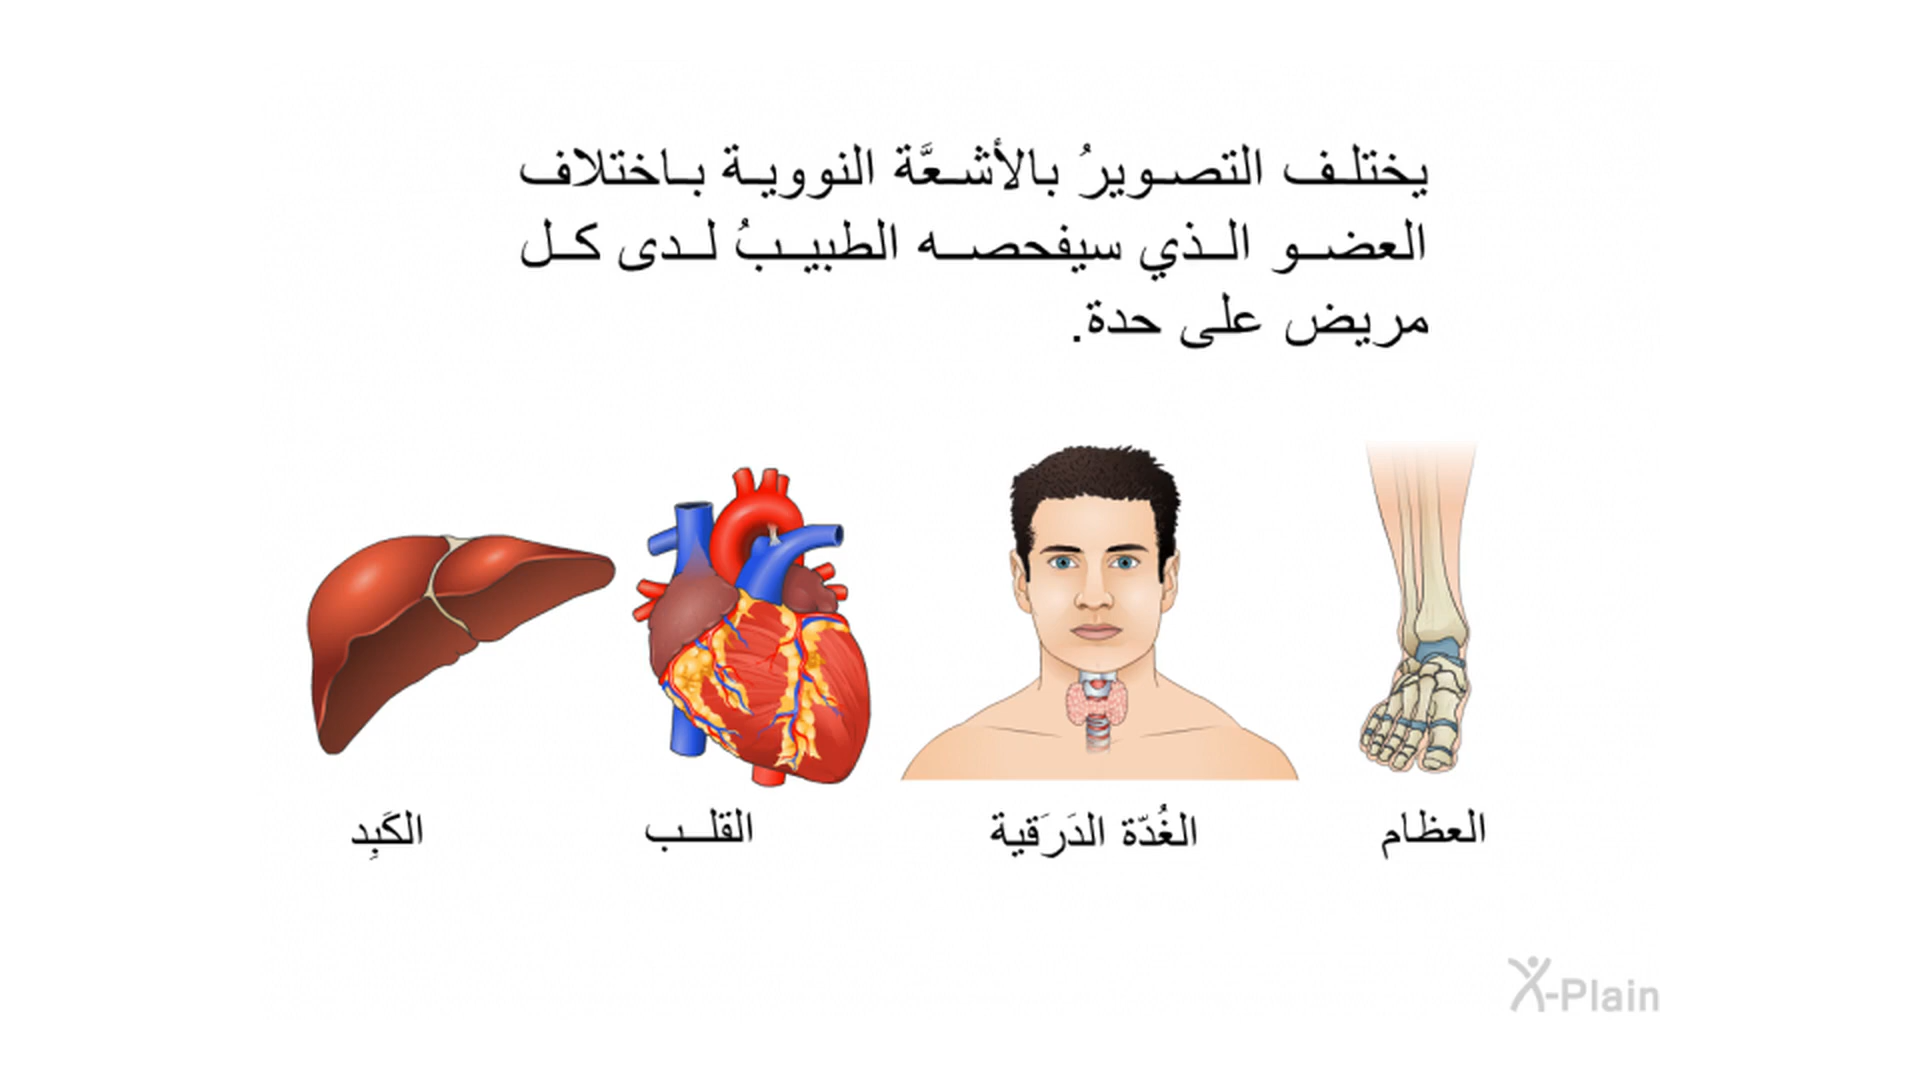 يختلف التصويرُ بالأشعَّة النووية باختلاف
العضو الذي سيفحصه الطبيبُ لدى كل
مريض على حدة.
العظام
الغُدّة الدَرَقية
القلب
الكَبِد
X-Plain